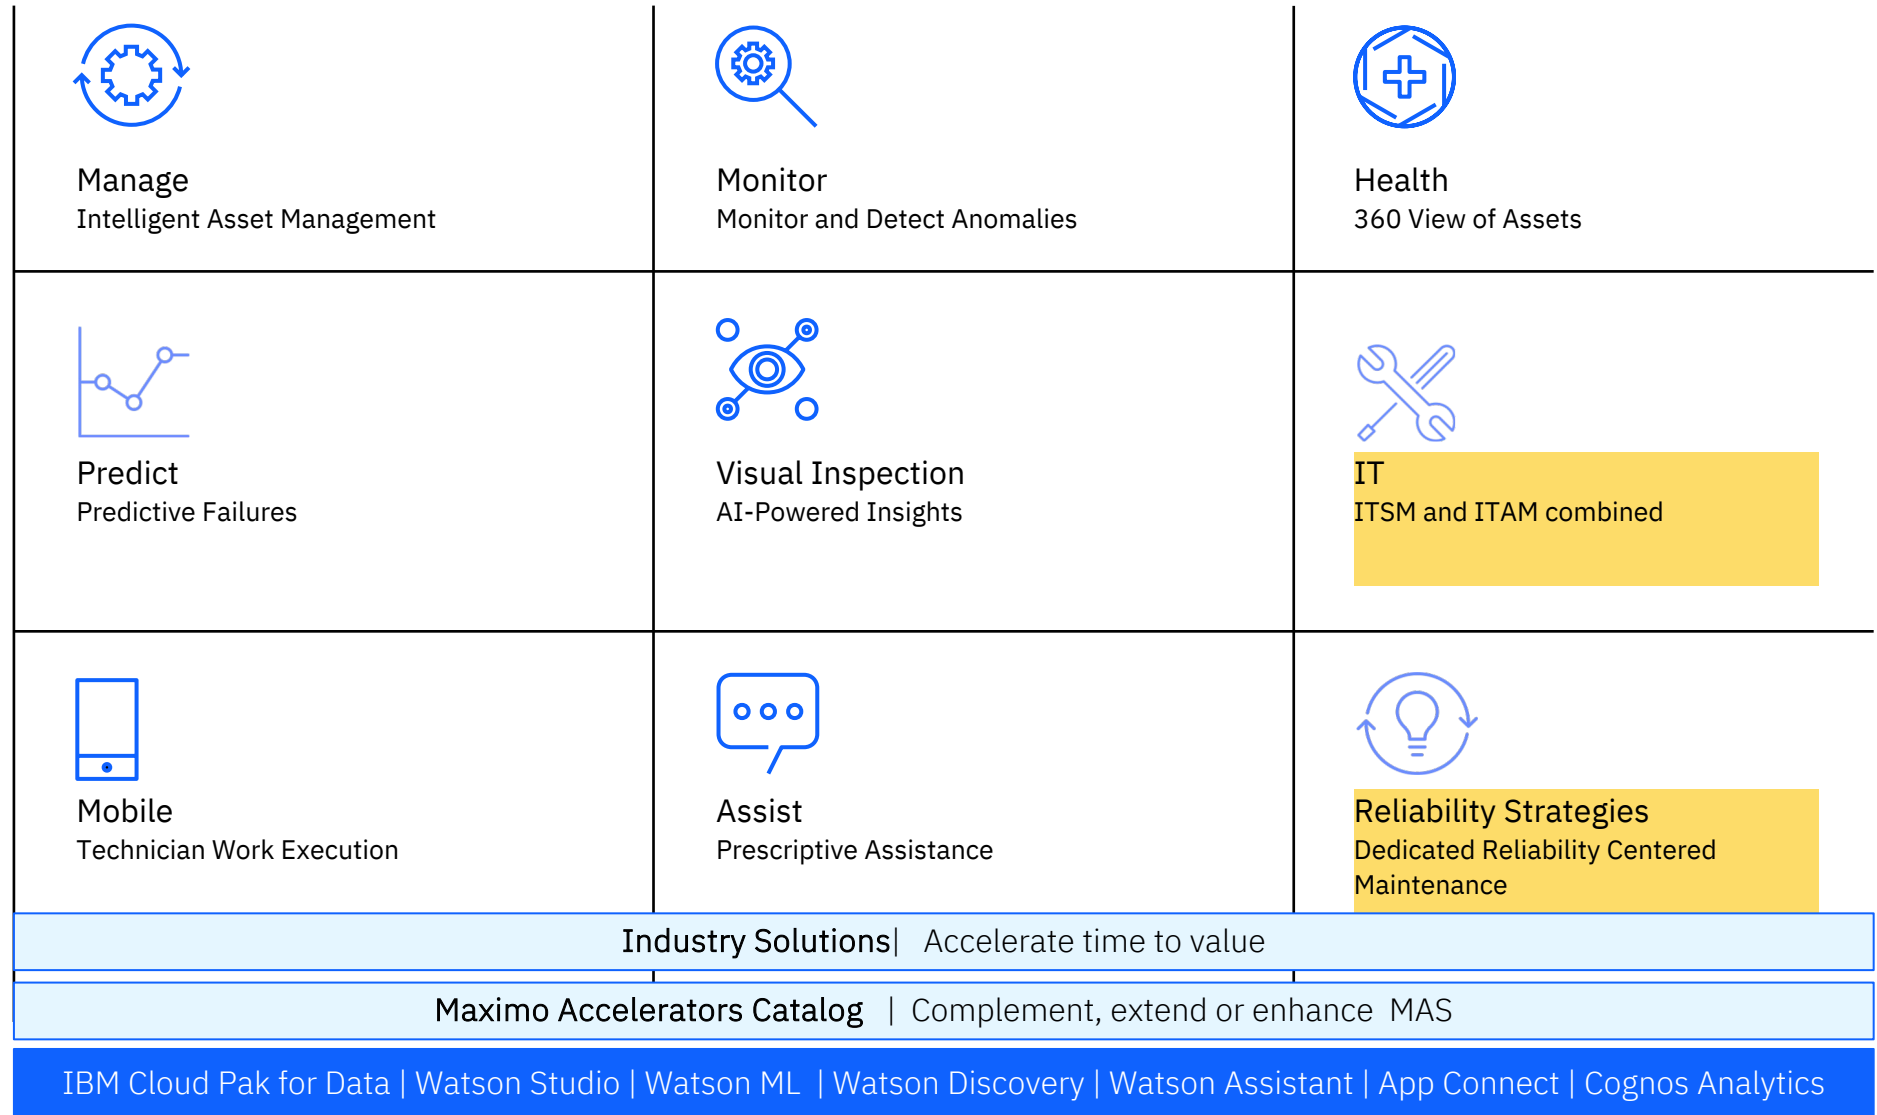 Manage
Intelligent Asset Management
Monitor
Monitor and Detect Anomalies
Health
360 View of Assets
Predict
Predictive Failures
Visual Inspection
AI-Powered Insights
IT
ITSM and ITAM combined
Mobile
Technician Work Execution
Assist
Prescriptive Assistance
Reliability Strategies
Dedicated Reliability Centered
Maintenance
Industry Solutions| Accelerate time to value
Maximo Accelerators Catalog | Complement, extend or enhance MAS
IBM Cloud Pak for Data | Watson Studio | Watson ML | Watson Discovery | Watson Assistant | App Connect | Cognos Analytics